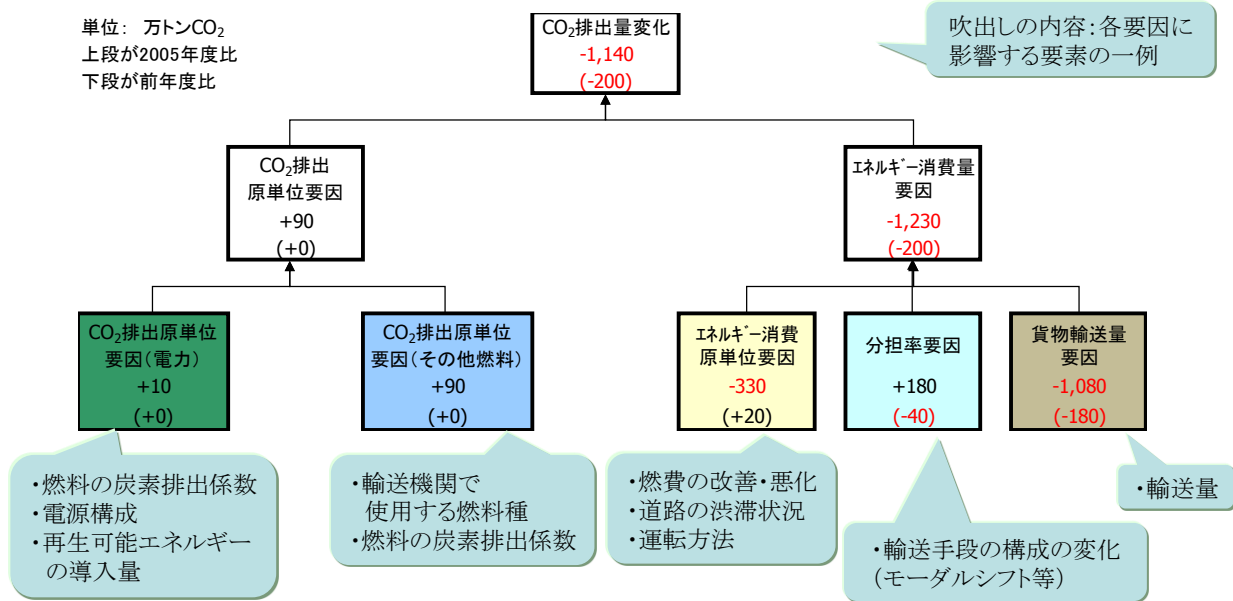 単位： 万トンCO₂
上段が2005年度比
下段が前年度比
CO₂排出量変化
-1,140
(-200)
吹出しの内容：各要因に
影響する要素の一例
CO₂排出
原単位要因
+90
(+0)
ｴﾈﾙｷﾞｰ消費量
要因
-1,230
(-200)
CO₂排出原単位
要因（電力）
+10
(+0)
CO₂排出原単位
要因（その他燃料）
+90
(+0)
ｴﾈﾙｷﾞｰ消費
原単位要因
-330
(+20)
分担率要因
+180
(-40)
貨物輸送量
要因
-1,080
(-180)
・燃料の炭素排出係数
・電源構成
・再生可能エネルギー
の導入量
・輸送機関で
使用する燃料種
・燃料の炭素排出係数
・燃費の改善・悪化
・道路の渋滞状況
・運転方法
・輸送手段の構成の変化
（モーダルシフト等）
・輸送量